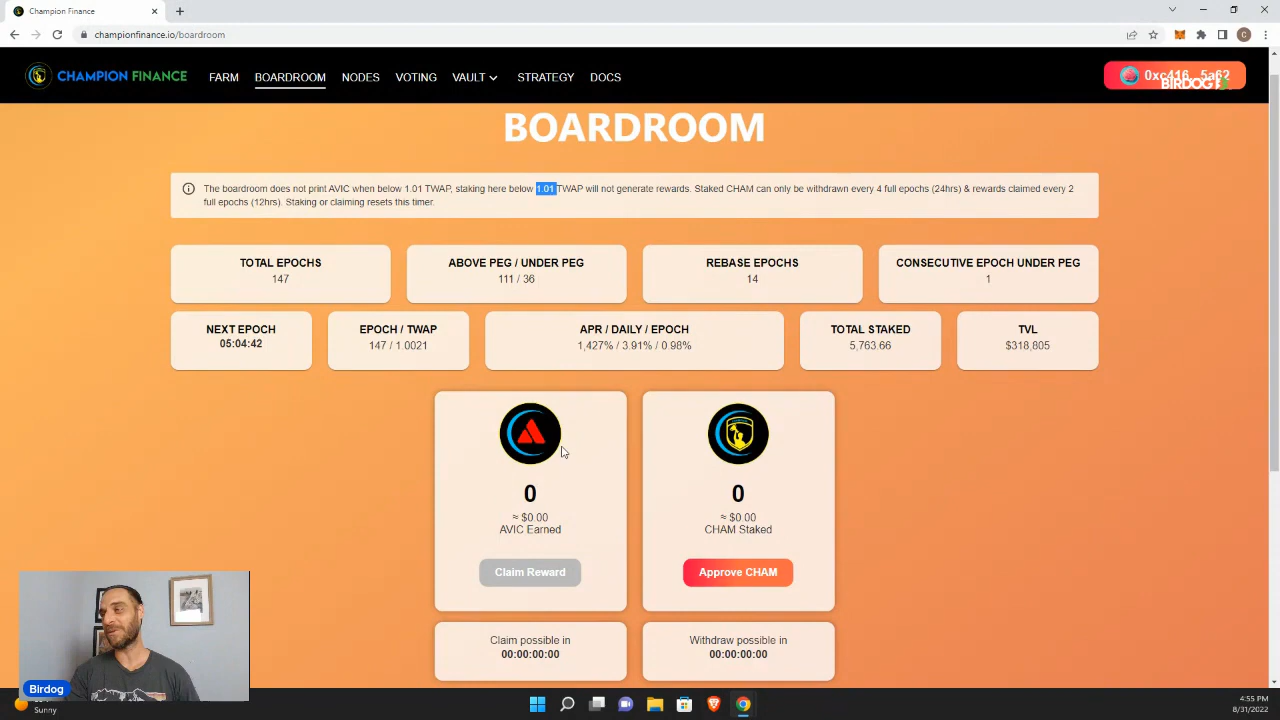 Champion Finance
championfinance.io/boardroom
CHAMPION FINANCE
FARM
BOARDROOM
NODES
VOTING
VAULT
STRATEGY
DOCS
0xc416...5a62
BIRDOG
BOARDROOM
The boardroom does not print AVIC when below 1.01 TWAP, staking here below 1.01 TWAP will not generate rewards. Staked CHAM can only be withdrawn every 4 full epochs (24hrs) & rewards claimed every 2
full epochs (12hrs). Staking or claiming resets this timer.
TOTAL EPOCHS
147
ABOVE PEG / UNDER PEG
111 / 36
REBASE EPOCHS
14
CONSECUTIVE EPOCH UNDER PEG
1
NEXT EPOCH
05:04:42
EPOCH / TWAP
147 / 1.0021
APR / DAILY / EPOCH
1,427% / 3.91% / 0.98%
TOTAL STAKED
5,763.66
TVL
$318,805
0
≈ $0.00
AVIC Earned
Claim Reward
0
≈ $0.00
CHAM Staked
Approve CHAM
Claim possible in
00:00:00:00
Withdraw possible in
00:00:00:00
Birdog
Sunny
4:55 PM
8/31/2022